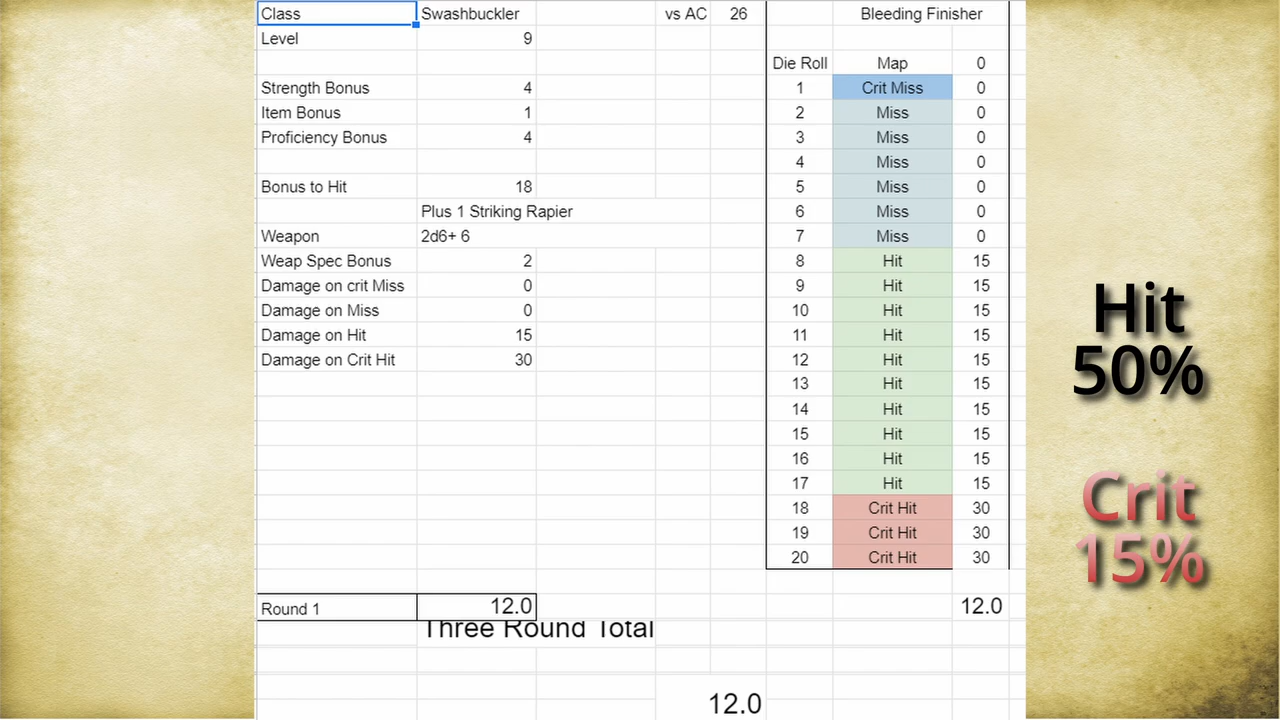 Class Swashbuckler vs AC 26 Bleeding Finisher
Level 9
Die Roll Map 0
Strength Bonus 4 1 Crit Miss 0
Item Bonus 1 2 Miss 0
Proficiency Bonus 4 3 Miss 0
4 Miss 0
Bonus to Hit 18 5 Miss 0
Plus 1 Striking Rapier 6 Miss 0
Weapon 2d6+ 6 7 Miss 0
Weap Spec Bonus 2 8 Hit 15
Damage on crit Miss 0 9 Hit 15
Damage on Miss 0 10 Hit 15
Damage on Hit 15 11 Hit 15
Damage on Crit Hit 30 12 Hit 15
13 Hit 15
14 Hit 15
15 Hit 15
16 Hit 15
17 Hit 15
18 Crit Hit 30
19 Crit Hit 30
20 Crit Hit 30
Round 1 12.0 12.0
Three Round Total
12.0
Hit
50%
Crit
15%